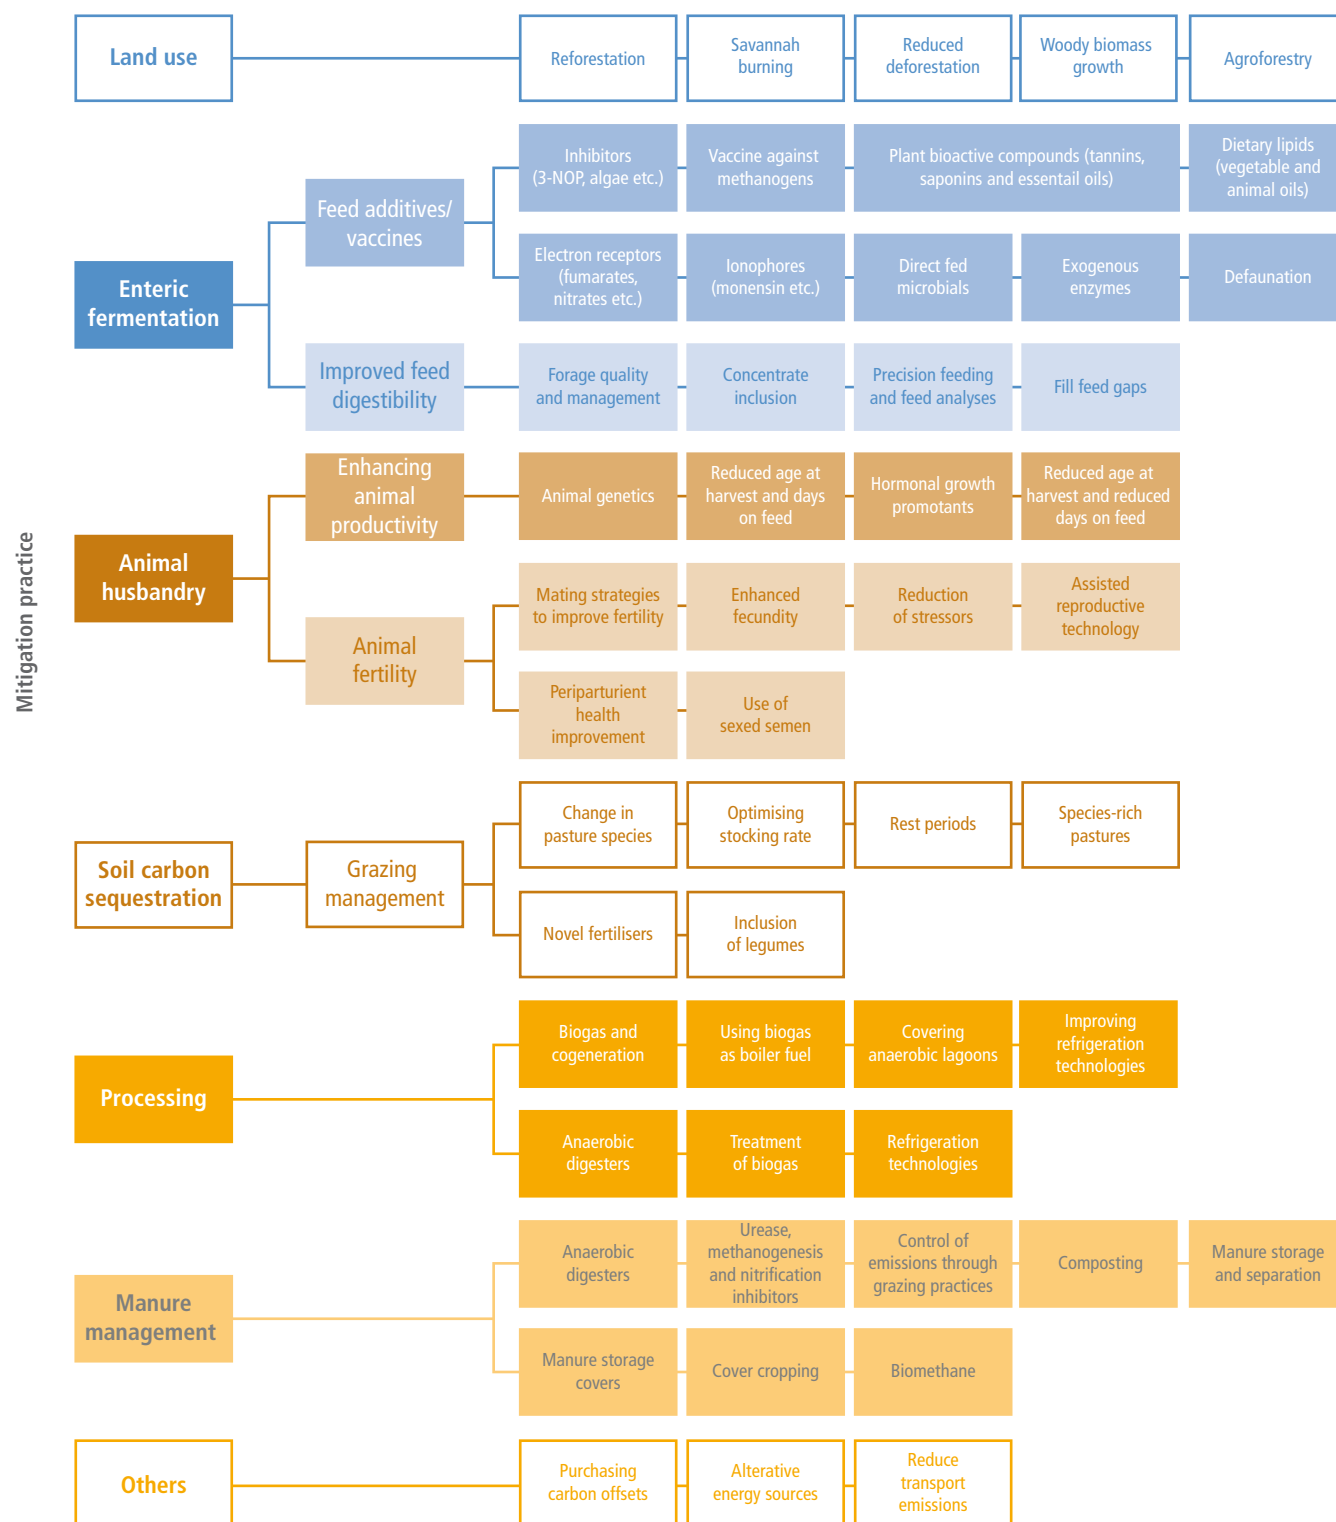 Mitigation practice
Land use
Reforestation
Savannah
burning
Reduced
deforestation
Woody biomass
growth
Agroforestry
Enteric
fermentation
Feed additives/
vaccines
Inhibitors
(3-NOP, algae etc.)
Vaccine against
methanogens
Plant bioactive compounds (tannins,
saponins and essentail oils)
Dietary lipids
(vegetable and
animal oils)
Electron receptors
(fumarates,
nitrates etc.)
Ionophores
(monensin etc.)
Direct fed
microbials
Exogenous
enzymes
Defaunation
Improved feed
digestibility
Forage quality
and management
Concentrate
inclusion
Precision feeding
and feed analyses
Fill feed gaps
Animal
husbandry
Enhancing
animal
productivity
Animal genetics
Reduced age at
harvest and days
on feed
Hormonal growth
promotants
Reduced age at
harvest and reduced
days on feed
Animal
fertility
Mating strategies
to improve fertility
Enhanced
fecundity
Reduction
of stressors
Assisted
reproductive
technology
Periparturient
health
improvement
Use of
sexed semen
Soil carbon
sequestration
Grazing
management
Change in
pasture species
Optimising
stocking rate
Rest periods
Species-rich
pastures
Novel fertilisers
Inclusion
of legumes
Processing
Biogas and
cogeneration
Using biogas
as boiler fuel
Covering
anaerobic lagoons
Improving
refrigeration
technologies
Anaerobic
digesters
Treatment
of biogas
Refrigeration
technologies
Manure
management
Anaerobic
digesters
Urease,
methanogenesis
and nitrification
inhibitors
Control of
emissions through
grazing practices
Composting
Manure storage
and separation
Manure storage
covers
Cover cropping
Biomethane
Others
Purchasing
carbon offsets
Alterative
energy sources
Reduce
transport
emissions